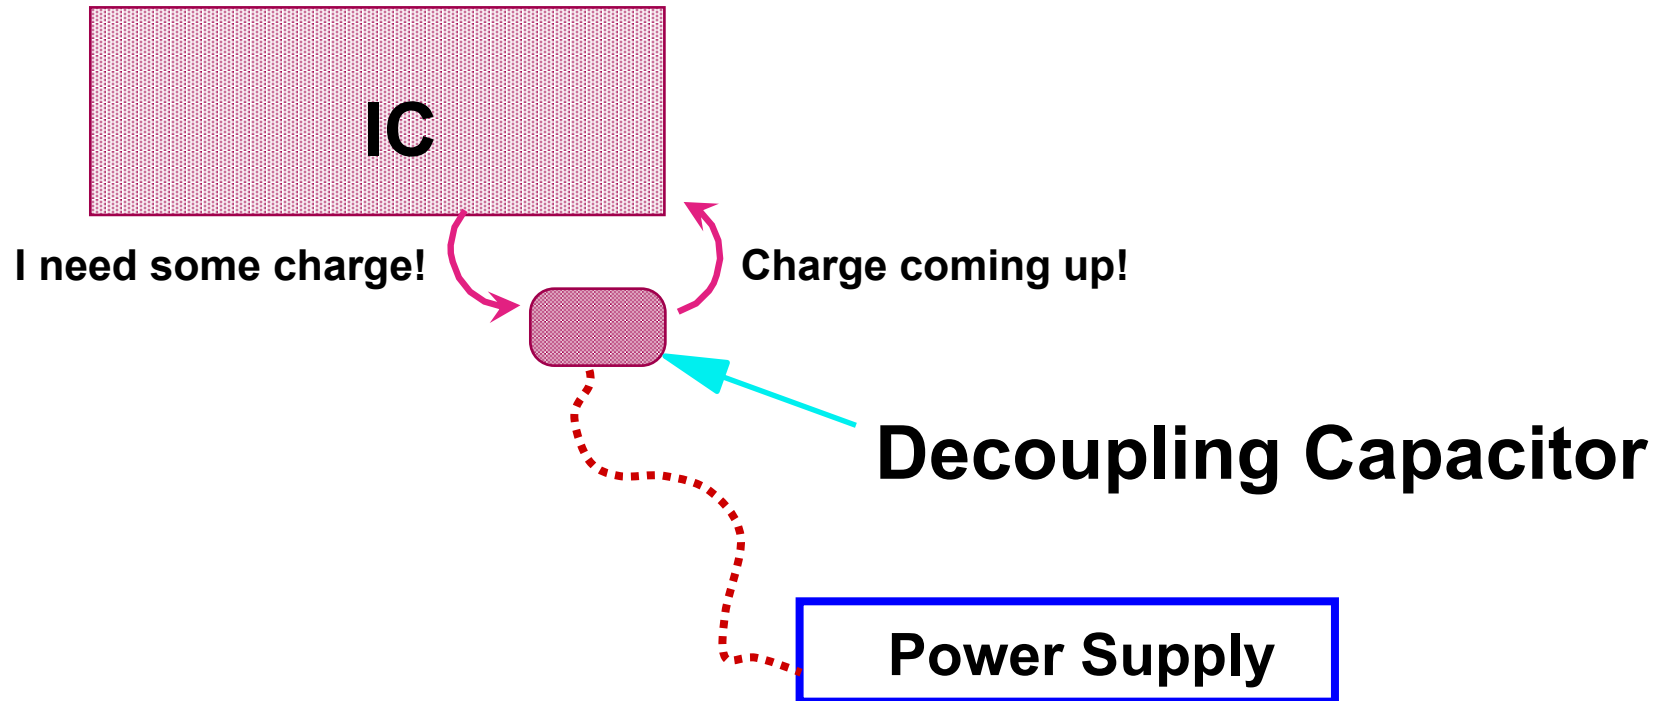 IC
I need some charge!
Charge coming up!
Decoupling Capacitor
Power Supply